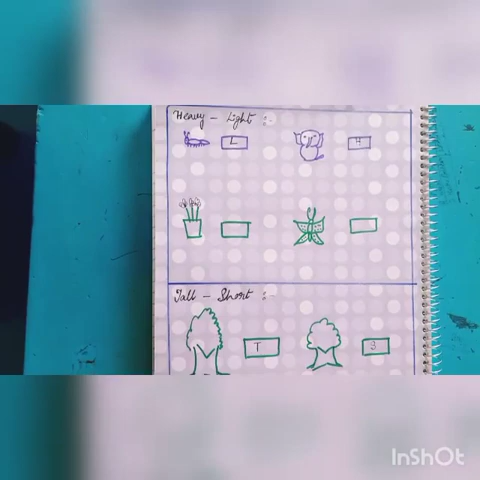 Heavy - Light :-
L H
Tall - Short :-
T S
InShOt